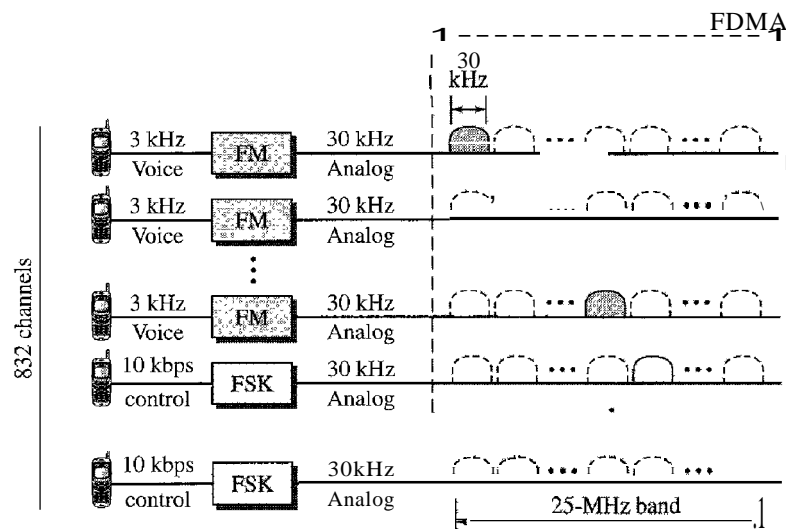 FDMA
30
kHz
3 kHz FM 30 kHz
Voice Analog
3 kHz FM 30 kHz
Voice Analog
3 kHz FM 30 kHz
Voice Analog
10 kbps FSK 30 kHz
control Analog
10 kbps FSK 30kHz
control Analog
832 channels
25-MHz band